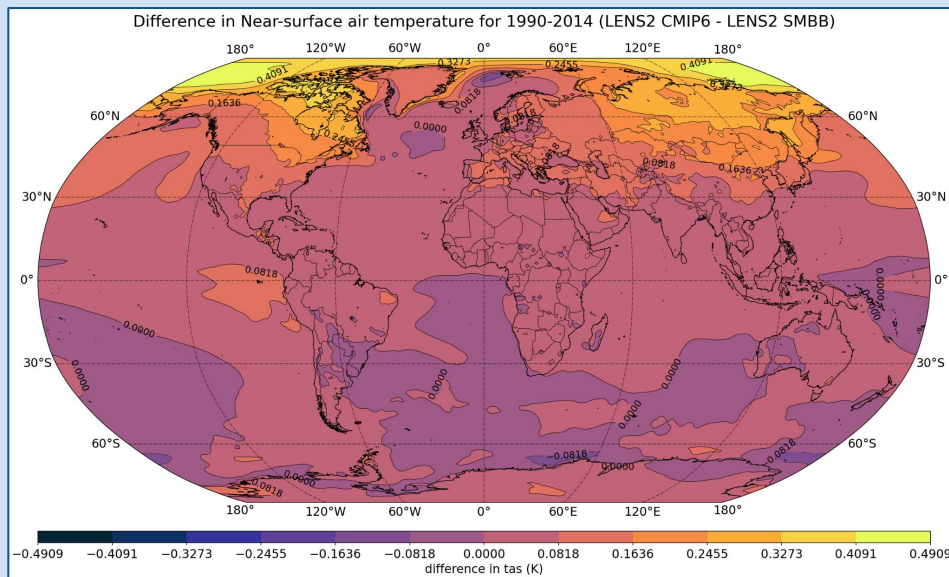 Difference in Near-surface air temperature for 1990-2014 (LENS2 CMIP6 - LENS2 SMBB)
180° 120°W 60°W 0° 60°E 120°E 180°
0.4091 0.3273 0.2455 0.4091
0.1636 0.0818
60°N 0.0000 0.0818 60°N
0.0818 0.0818 0.1636
30°N 30°N
0.0818
0° 0.0000 0°
0.0000
30°S 30°S
0.0000 0.0000 0.0000
60°S −0.0818 −0.0818 60°S
0.0000 0.0000
0.0818
180° 120°W 60°W 0° 60°E 120°E 180°
−0.4909 −0.4091 −0.3273 −0.2455 −0.1636 −0.0818 0.0000 0.0818 0.1636 0.2455 0.3273 0.4091 0.4909
difference in tas (K)